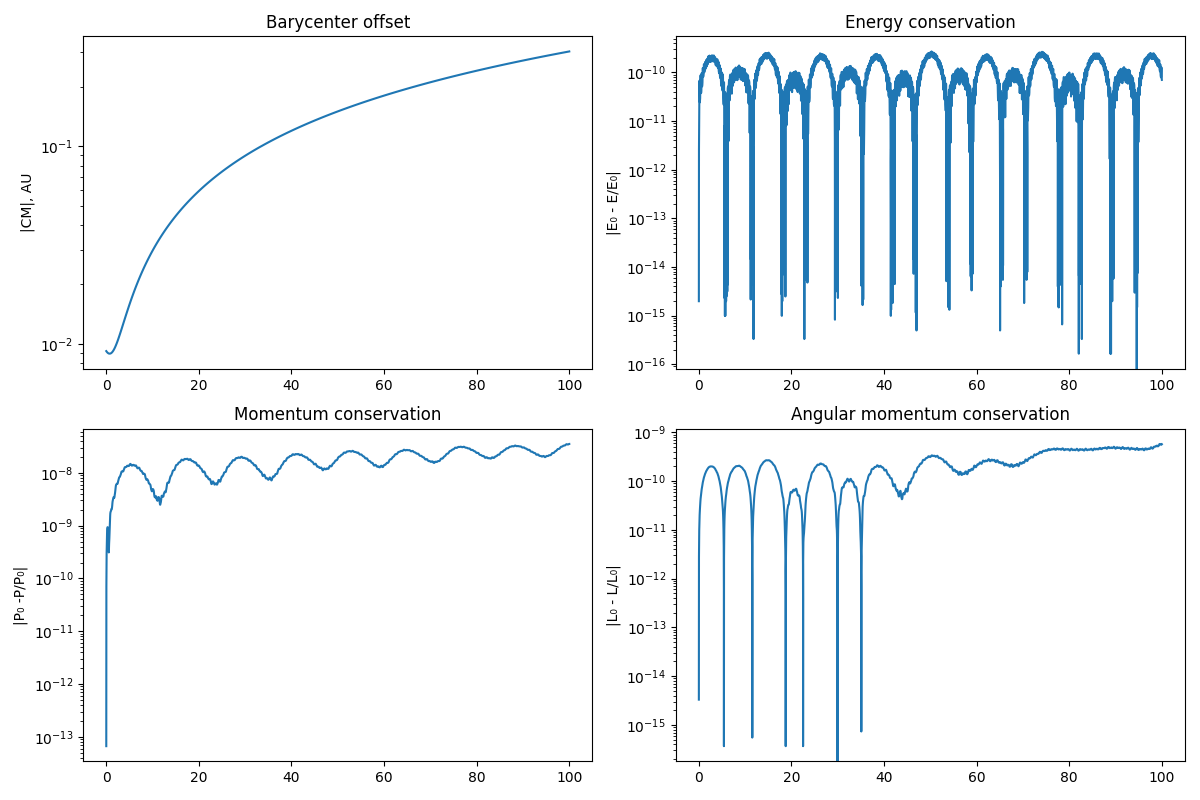 Barycenter offset
|CM|, AU
10⁻¹
10⁻²
0 20 40 60 80 100
Energy conservation
|E₀ - E/E₀|
10⁻¹⁰
10⁻¹¹
10⁻¹²
10⁻¹³
10⁻¹⁴
10⁻¹⁵
10⁻¹⁶
0 20 40 60 80 100
Momentum conservation
|P₀ -P/P₀|
10⁻⁸
10⁻⁹
10⁻¹⁰
10⁻¹¹
10⁻¹²
10⁻¹³
0 20 40 60 80 100
Angular momentum conservation
|L₀ - L/L₀|
10⁻⁹
10⁻¹⁰
10⁻¹¹
10⁻¹²
10⁻¹³
10⁻¹⁴
10⁻¹⁵
0 20 40 60 80 100